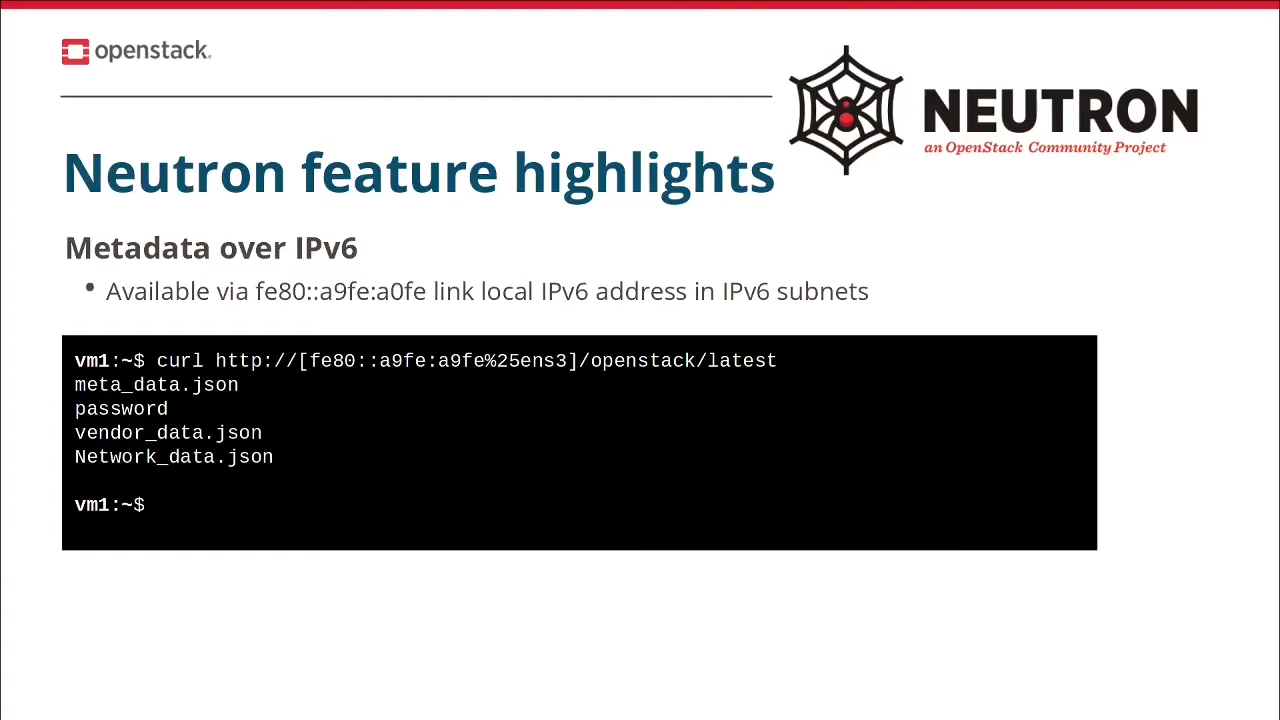 openstack.
NEUTRON
an OpenStack Community Project
Neutron feature highlights
Metadata over IPv6
• Available via fe80::a9fe:a0fe link local IPv6 address in IPv6 subnets
vm1:~$ curl http://[fe80::a9fe:a9fe%25ens3]/openstack/latest
meta_data.json
password
vendor_data.json
Network_data.json
vm1:~$